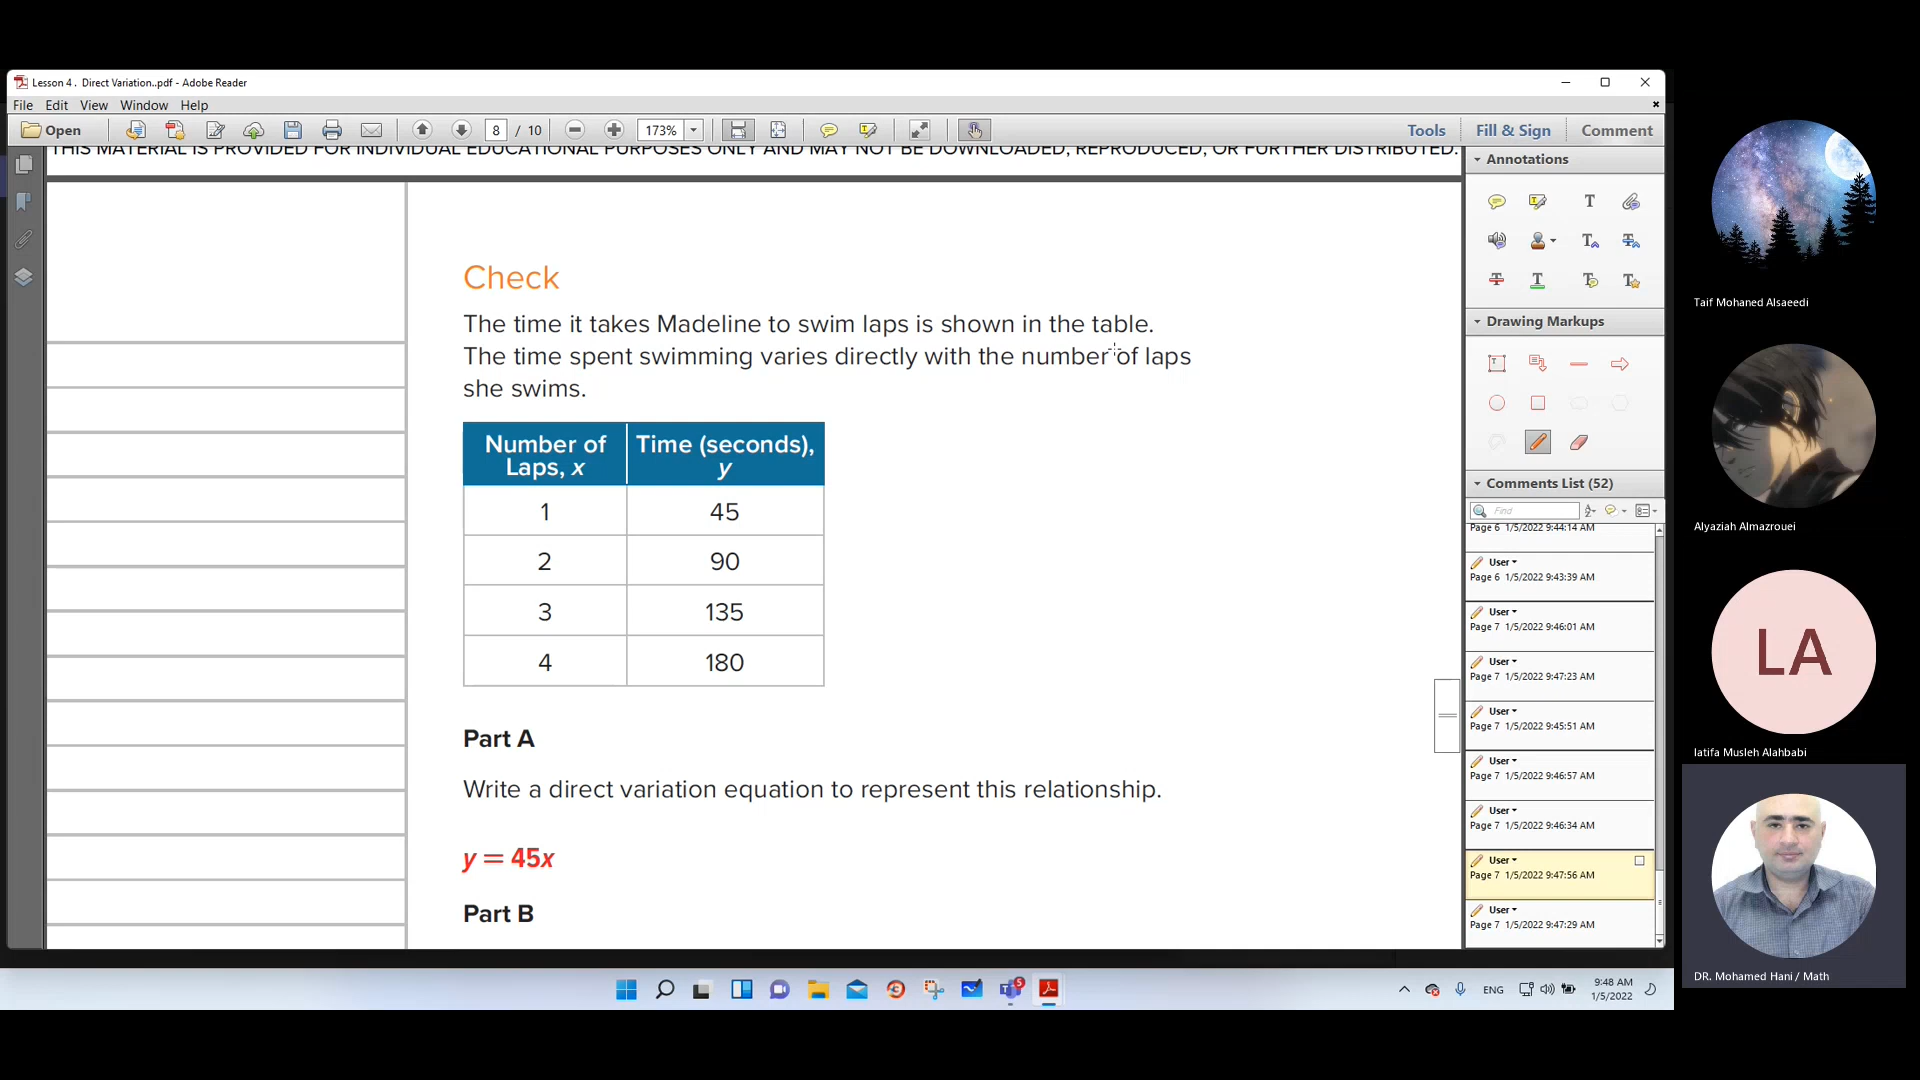 Lesson 4 . Direct Variation..pdf - Adobe Reader
File Edit View Window Help
Open 8 / 10 173% Tools Fill & Sign Comment
THIS MATERIAL IS PROVIDED FOR INDIVIDUAL EDUCATIONAL PURPOSES ONLY AND MAY NOT BE DOWNLOADED, REPRODUCED, OR FURTHER DISTRIBUTED.
Check
The time it takes Madeline to swim laps is shown in the table.
The time spent swimming varies directly with the number of laps
she swims.
Number of Laps, x Time (seconds), y
1 45
2 90
3 135
4 180
Part A
Write a direct variation equation to represent this relationship.
y = 45x
Part B
Annotations
Drawing Markups
Comments List (52)
Find
Page 6 1/5/2022 9:44:14 AM
User
Page 6 1/5/2022 9:43:39 AM
User
Page 7 1/5/2022 9:46:01 AM
User
Page 7 1/5/2022 9:47:23 AM
User
Page 7 1/5/2022 9:45:51 AM
User
Page 7 1/5/2022 9:46:57 AM
User
Page 7 1/5/2022 9:46:34 AM
User
Page 7 1/5/2022 9:47:56 AM
User
Page 7 1/5/2022 9:47:29 AM
Taif Mohaned Alsaeedi
Alyaziah Almazrouei
LA
latifa Musleh Alahbabi
DR. Mohamed Hani / Math
5
ENG
9:48 AM
1/5/2022